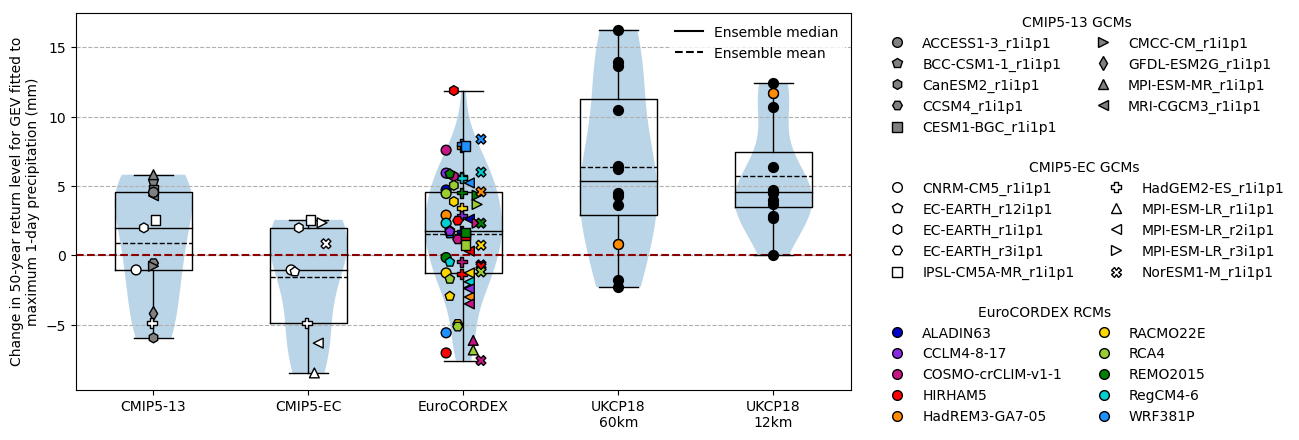 Change in 50-year return level for GEV fitted to
maximum 1-day precipitation (mm)
15
10
5
0
−5
Ensemble median
Ensemble mean
CMIP5-13
CMIP5-EC
EuroCORDEX
UKCP18
60km
UKCP18
12km
CMIP5-13 GCMs
ACCESS1-3_r1i1p1
BCC-CSM1-1_r1i1p1
CanESM2_r1i1p1
CCSM4_r1i1p1
CESM1-BGC_r1i1p1
CMCC-CM_r1i1p1
GFDL-ESM2G_r1i1p1
MPI-ESM-MR_r1i1p1
MRI-CGCM3_r1i1p1
CMIP5-EC GCMs
CNRM-CM5_r1i1p1
EC-EARTH_r12i1p1
EC-EARTH_r1i1p1
EC-EARTH_r3i1p1
IPSL-CM5A-MR_r1i1p1
HadGEM2-ES_r1i1p1
MPI-ESM-LR_r1i1p1
MPI-ESM-LR_r2i1p1
MPI-ESM-LR_r3i1p1
NorESM1-M_r1i1p1
EuroCORDEX RCMs
ALADIN63
CCLM4-8-17
COSMO-crCLIM-v1-1
HIRHAM5
HadREM3-GA7-05
RACMO22E
RCA4
REMO2015
RegCM4-6
WRF381P